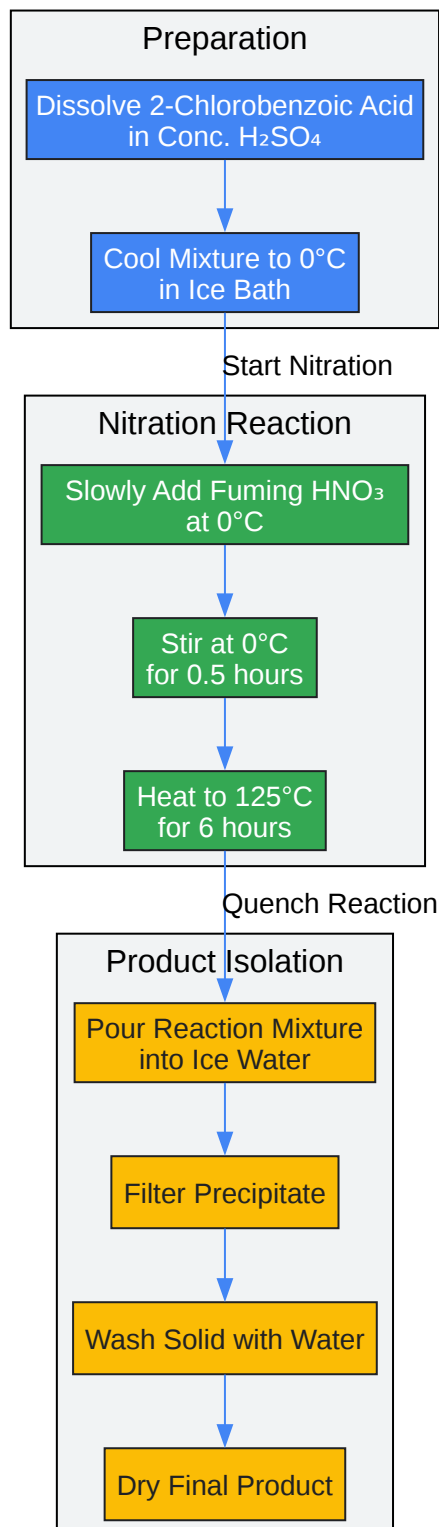 Preparation
Dissolve 2-Chlorobenzoic Acid
in Conc. H₂SO₄
Cool Mixture to 0°C
in Ice Bath
Start Nitration
Nitration Reaction
Slowly Add Fuming HNO₃
at 0°C
Stir at 0°C
for 0.5 hours
Heat to 125°C
for 6 hours
Quench Reaction
Product Isolation
Pour Reaction Mixture
into Ice Water
Filter Precipitate
Wash Solid with Water
Dry Final Product